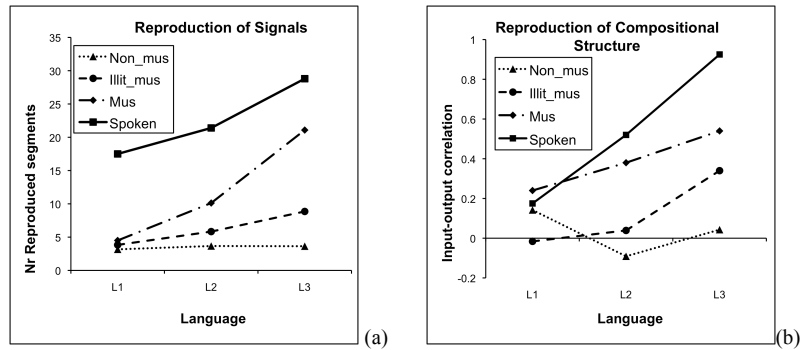 Reproduction of Signals
35
30
25
20
15
10
5
0
Nr Reproduced segments
Non_mus
Illit_mus
Mus
Spoken
L1
L2
L3
Language
(a)
Reproduction of Compositional
Structure
1
0.8
0.6
0.4
0.2
0
-0.2
Input-output correlation
Non_mus
Illit_mus
Mus
Spoken
L1
L2
L3
Language
(b)